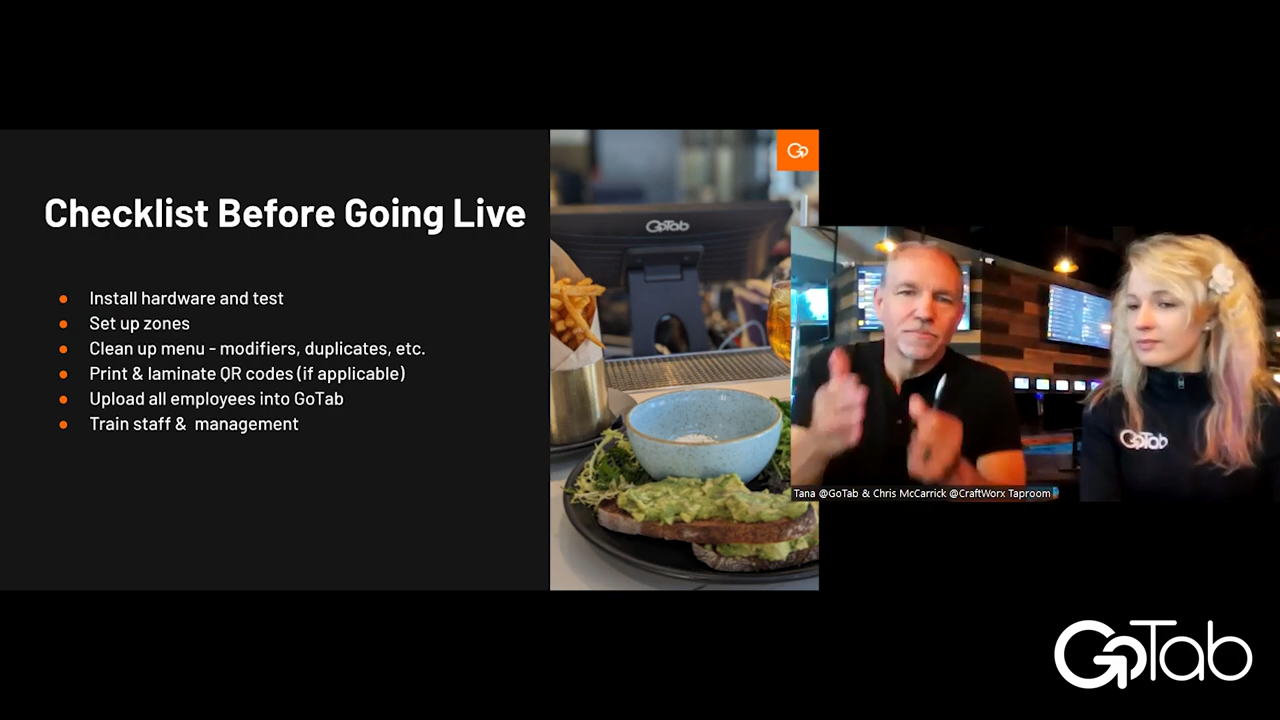 Checklist Before Going Live
Install hardware and test
Set up zones
Clean up menu - modifiers, duplicates, etc.
Print & laminate QR codes (if applicable)
Upload all employees into GoTab
Train staff &  management
GoTab
Tana @GoTab & Chris McCarrick @CraftWorx Taproom
GoTab
GoTab